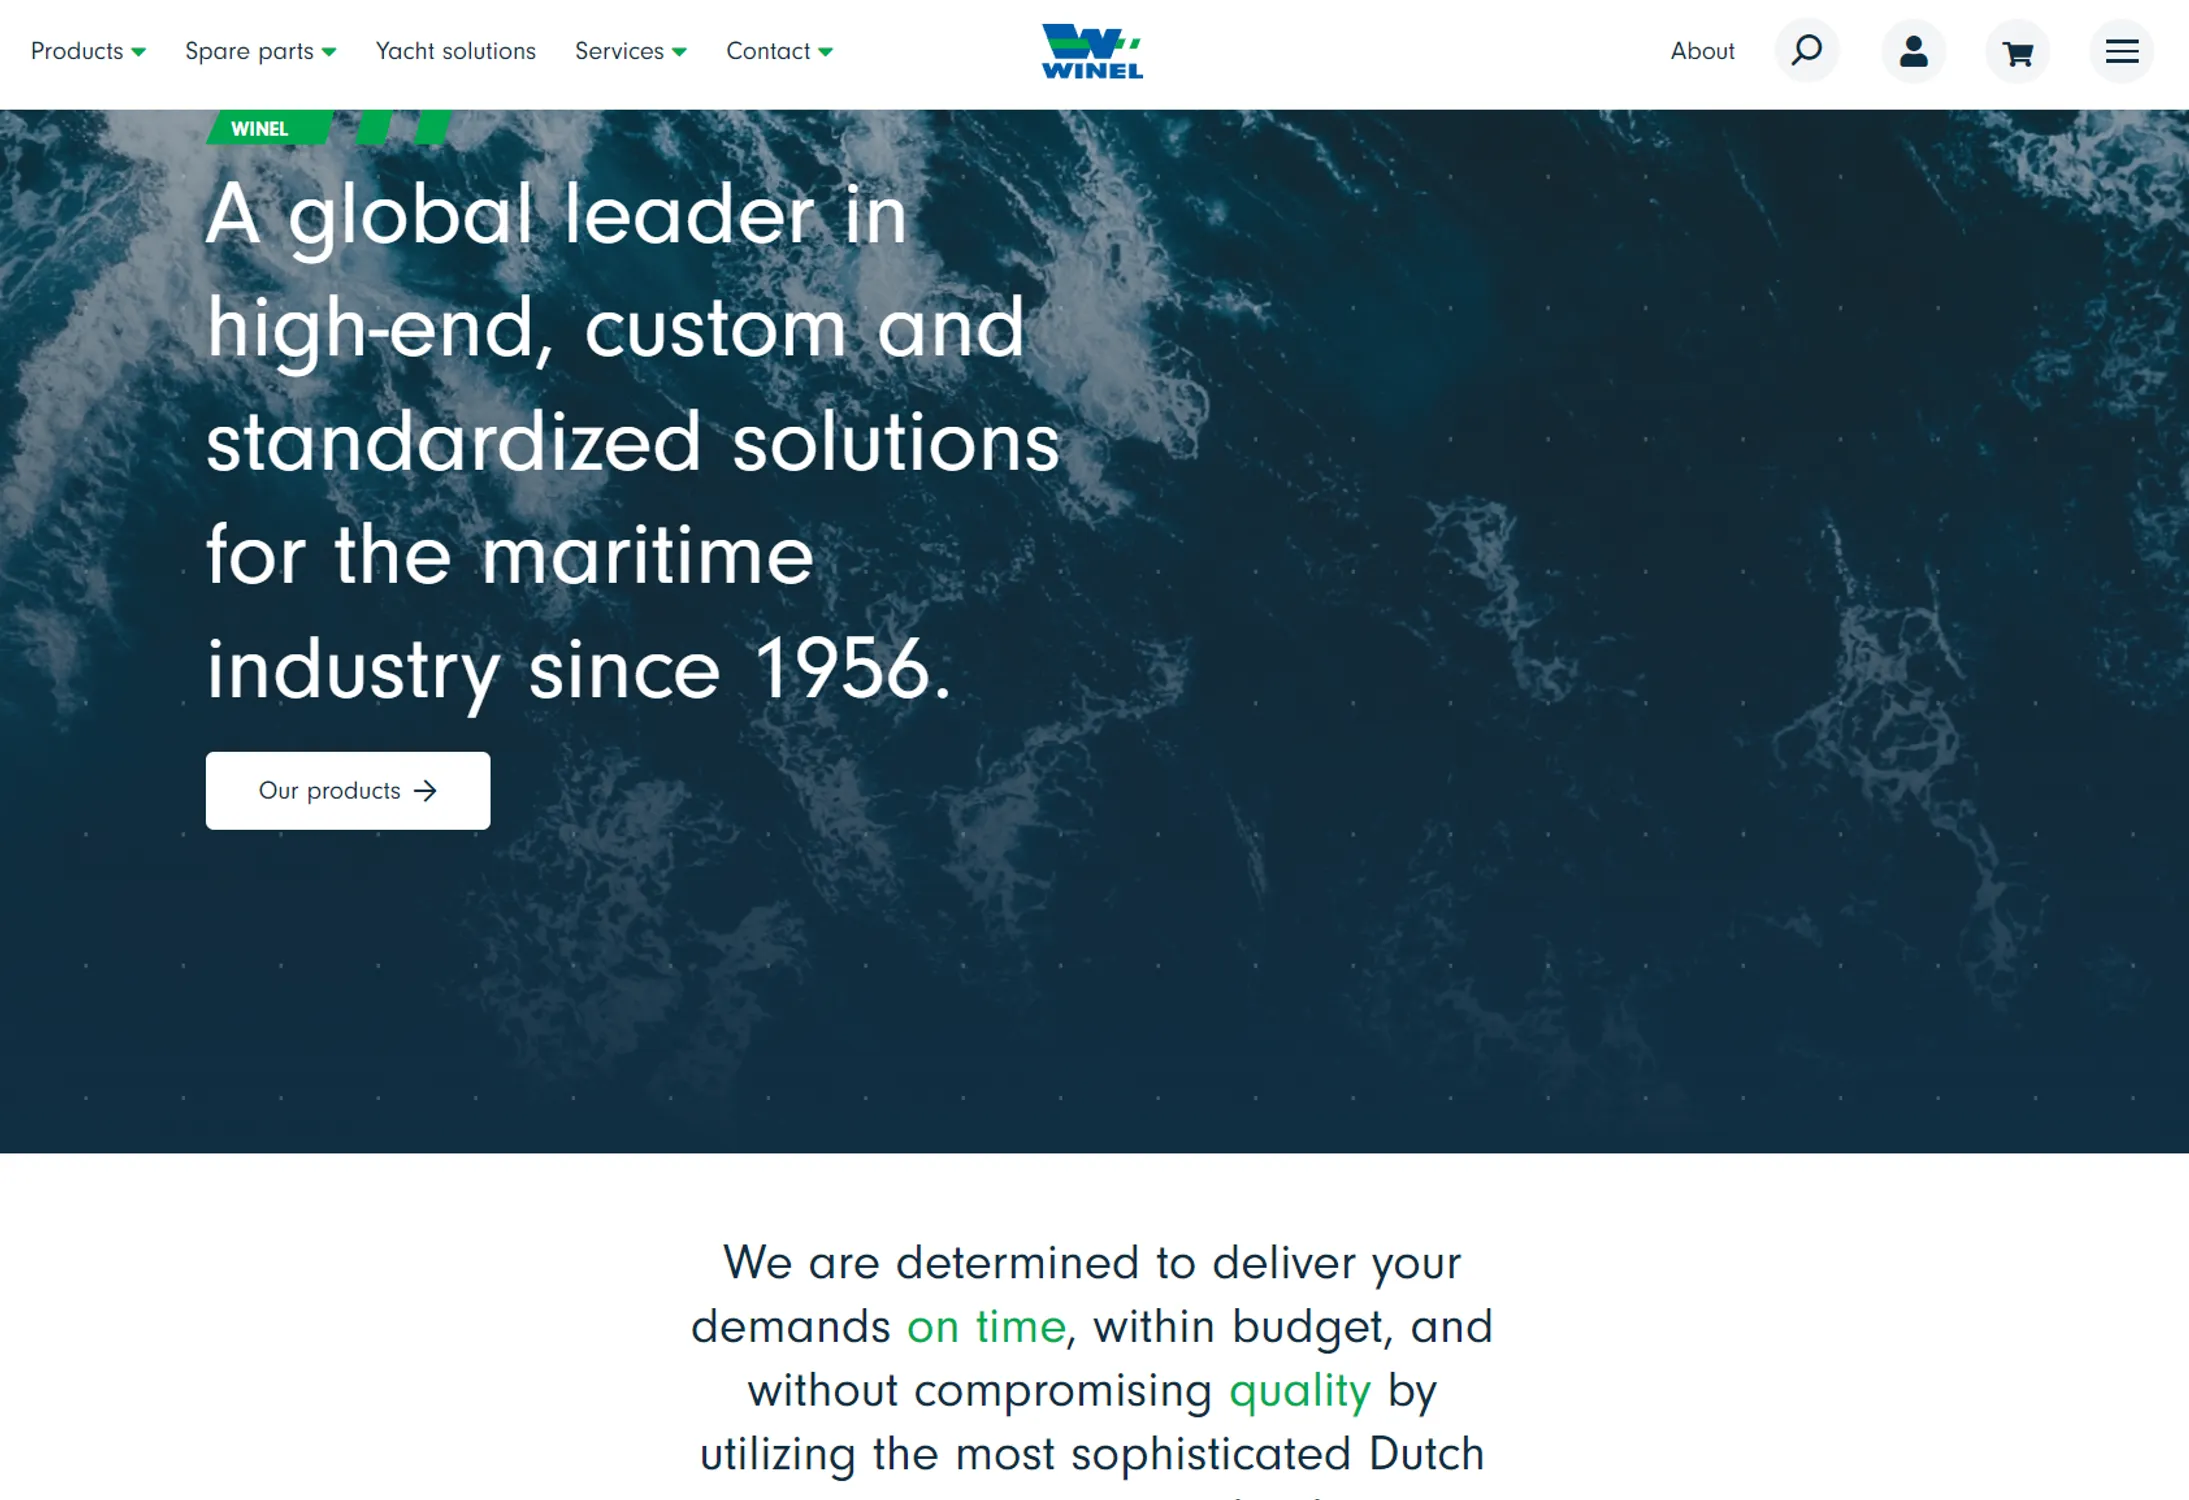 Products
Spare parts
Yacht solutions
Services
Contact
WINEL
About
WINEL
A global leader in
high-end, custom and
standardized solutions
for the maritime
industry since 1956.
Our products
We are determined to deliver your
demands on time, within budget, and
without compromising quality by
utilizing the most sophisticated Dutch